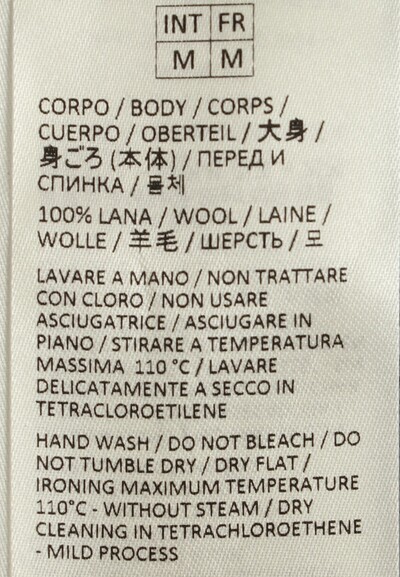 INT FR
M M
CORPO / BODY / CORPS /
CUERPO / OBERTEIL / 大身 /
身ごろ (本体) / ПЕРЕД И
СПИНКА / 몸체
100% LANA / WOOL / LAINE /
WOLLE / 羊毛 / ШЕРСТЬ / 모
LAVARE A MANO / NON TRATTARE
CON CLORO / NON USARE
ASCIUGATRICE / ASCIUGARE IN
PIANO / STIRARE A TEMPERATURA
MASSIMA 110 °C / LAVARE
DELICATAMENTE A SECCO IN
TETRACLOROETILENE
HAND WASH / DO NOT BLEACH / DO
NOT TUMBLE DRY / DRY FLAT /
IRONING MAXIMUM TEMPERATURE
110°C - WITHOUT STEAM / DRY
CLEANING IN TETRACHLOROETHENE
- MILD PROCESS